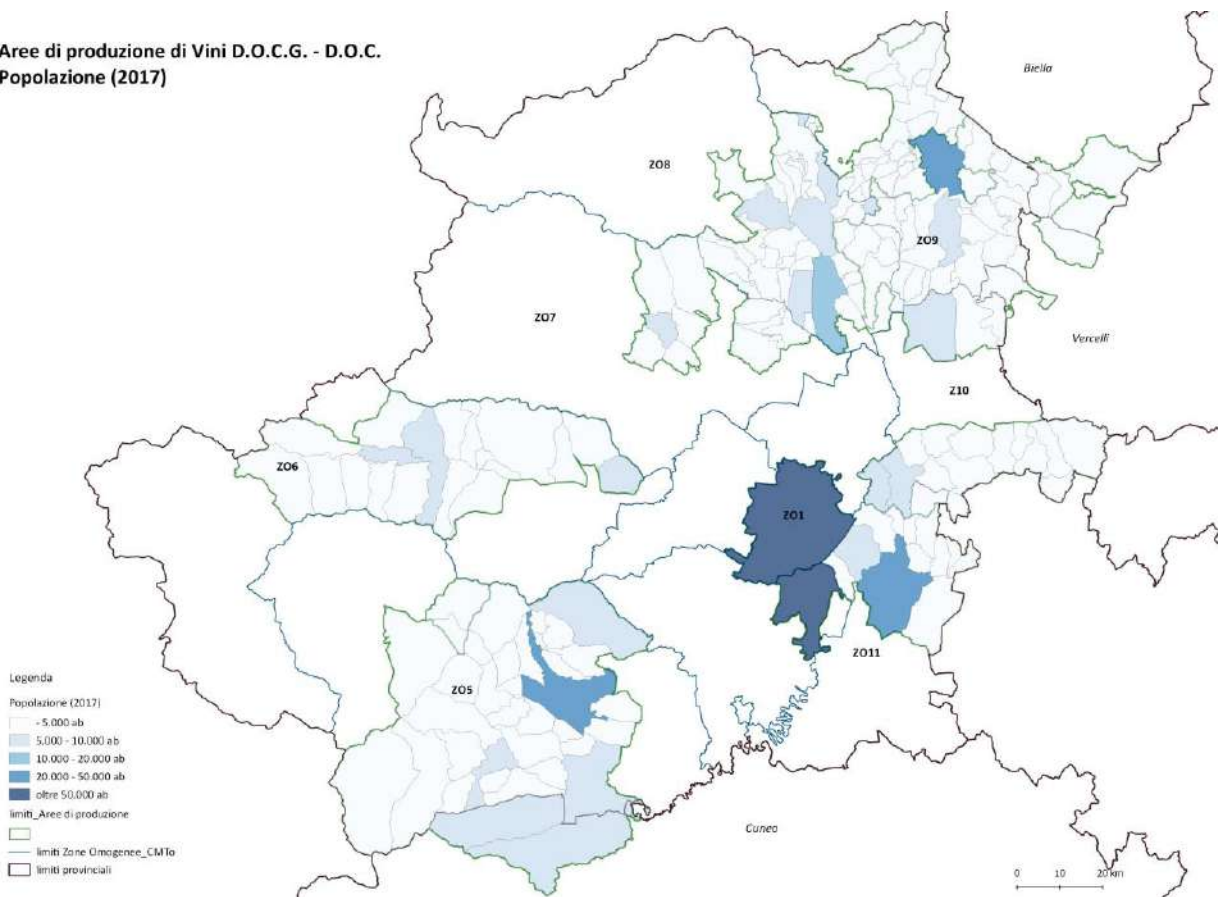 Aree di produzione di Vini D.O.C.G. - D.O.C.
Popolazione (2017)
Biella
ZO8
ZO9
ZO7
Vercelli
Z10
ZO6
ZO1
ZO11
ZO5
Cuneo
Legenda
Popolazione (2017)
- 5.000 ab
5.000 - 10.000 ab
10.000 - 20.000 ab
20.000 - 50.000 ab
oltre 50.000 ab
limiti_Aree di produzione
limiti Zone Omogenee_CMTo
limiti provinciali
0 10 20 km